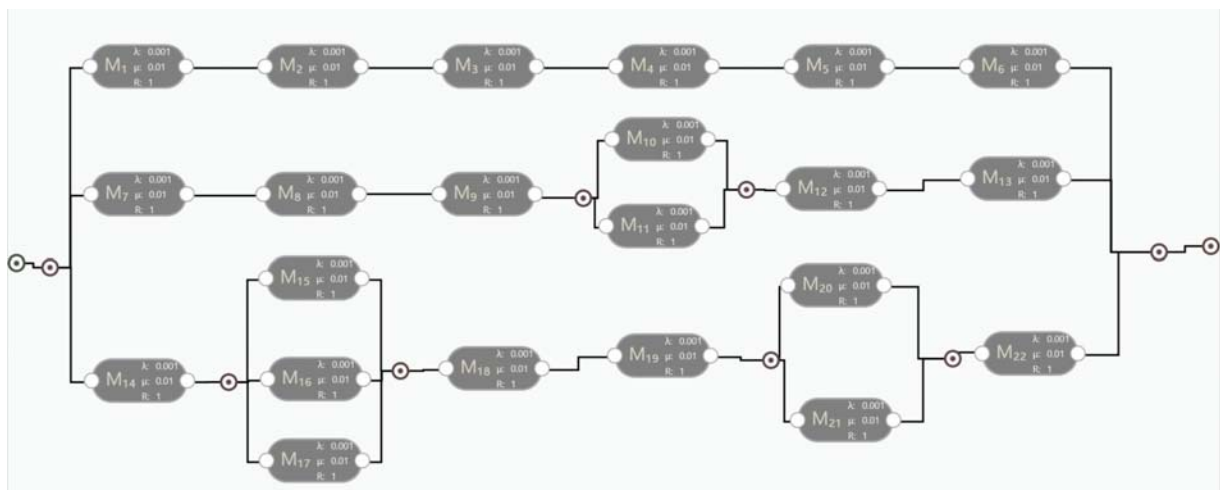 M1 λ: 0.001 μ: 0.01 R: 1
M2 λ: 0.001 μ: 0.01 R: 1
M3 λ: 0.001 μ: 0.01 R: 1
M4 λ: 0.001 μ: 0.01 R: 1
M5 λ: 0.001 μ: 0.01 R: 1
M6 λ: 0.001 μ: 0.01 R: 1
M7 λ: 0.001 μ: 0.01 R: 1
M8 λ: 0.001 μ: 0.01 R: 1
M9 λ: 0.001 μ: 0.01 R: 1
M10 λ: 0.001 μ: 0.01 R: 1
M11 λ: 0.001 μ: 0.01 R: 1
M12 λ: 0.001 μ: 0.01 R: 1
M13 λ: 0.001 μ: 0.01 R: 1
M14 λ: 0.001 μ: 0.01 R: 1
M15 λ: 0.001 μ: 0.01 R: 1
M16 λ: 0.001 μ: 0.01 R: 1
M17 λ: 0.001 μ: 0.01 R: 1
M18 λ: 0.001 μ: 0.01 R: 1
M19 λ: 0.001 μ: 0.01 R: 1
M20 λ: 0.001 μ: 0.01 R: 1
M21 λ: 0.001 μ: 0.01 R: 1
M22 λ: 0.001 μ: 0.01 R: 1